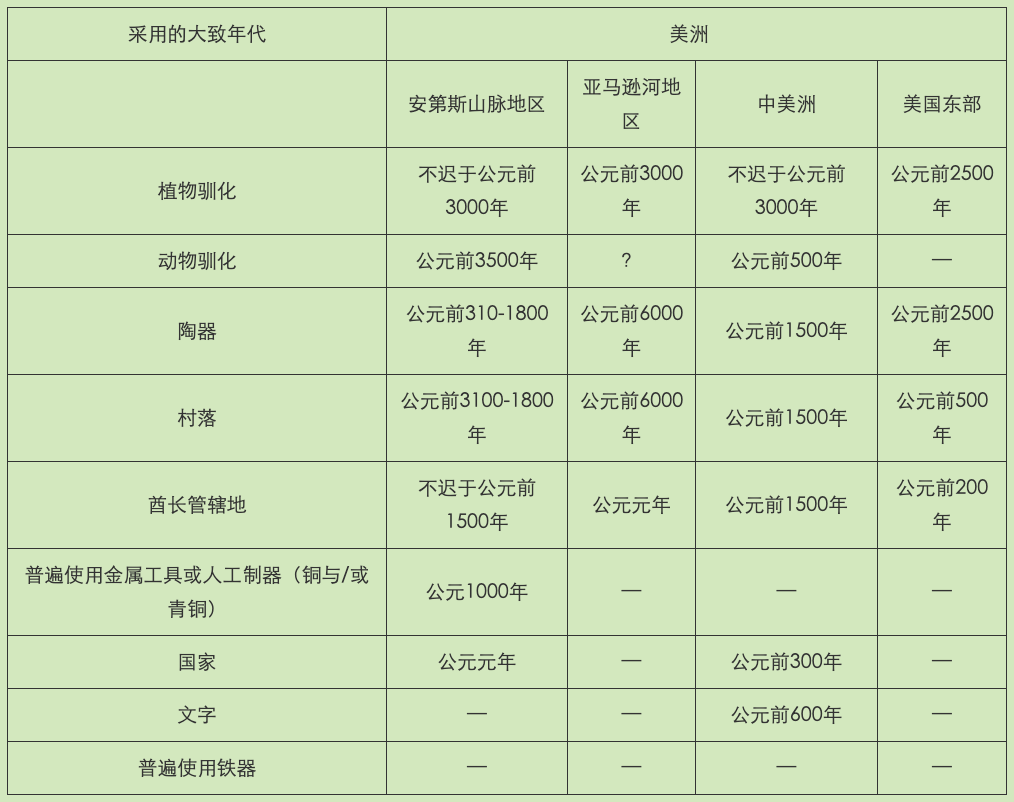 采用的大致年代 美洲
安第斯山脉地区 亚马逊河地区 中美洲 美国东部
植物驯化 不迟于公元前3000年 公元前3000年 不迟于公元前3000年 公元前2500年
动物驯化 公元前3500年 ? 公元前500年 —
陶器 公元前310-1800年 公元前6000年 公元前1500年 公元前2500年
村落 公元前3100-1800年 公元前6000年 公元前1500年 公元前500年
酋长管辖地 不迟于公元前1500年 公元元年 公元前1500年 公元前200年
普遍使用金属工具或人工制器（铜与/或青铜） 公元1000年 — — —
国家 公元元年 — 公元前300年 —
文字 — — 公元前600年 —
普遍使用铁器 — — — —